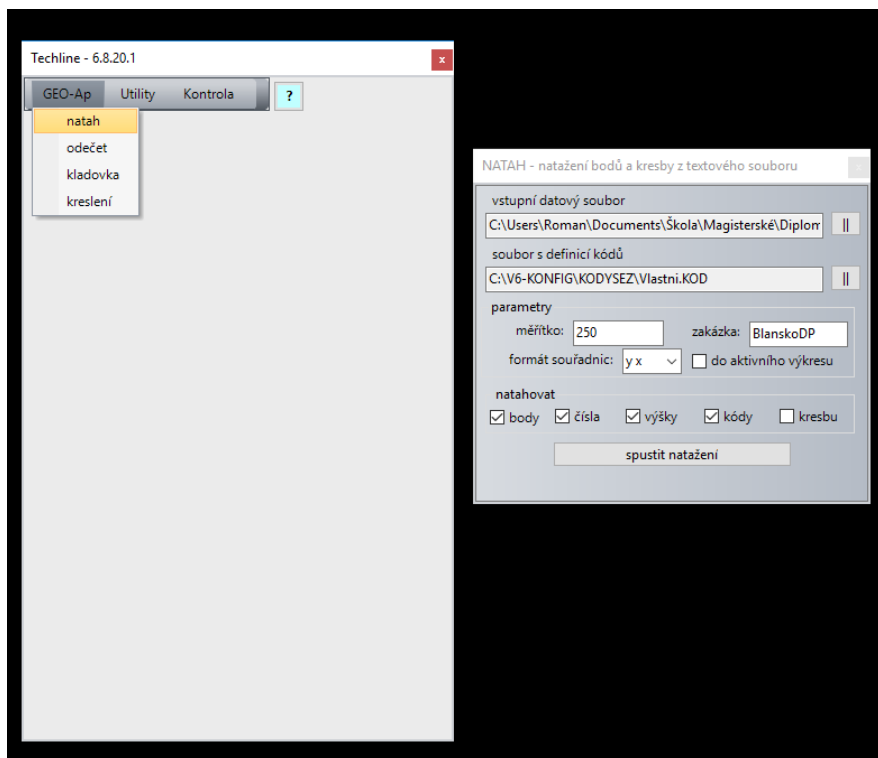 Techline - 6.8.20.1
x
GEO-Ap Utility Kontrola ?
natah
odečet
kladovka
kreslení
NATAH - natažení bodů a kresby z textového souboru
x
vstupní datový soubor
C:\Users\Roman\Documents\Škola\Magisterské\Diplom
||
soubor s definicí kódů
C:\V6-KONFIG\KODYSEZ\Vlastni.KOD
||
parametry
měřítko: 250 zakázka: BlanskoDP
formát souřadnic: y x do aktivního výkresu
natahovat
body čísla výšky kódy kresbu
spustit natažení